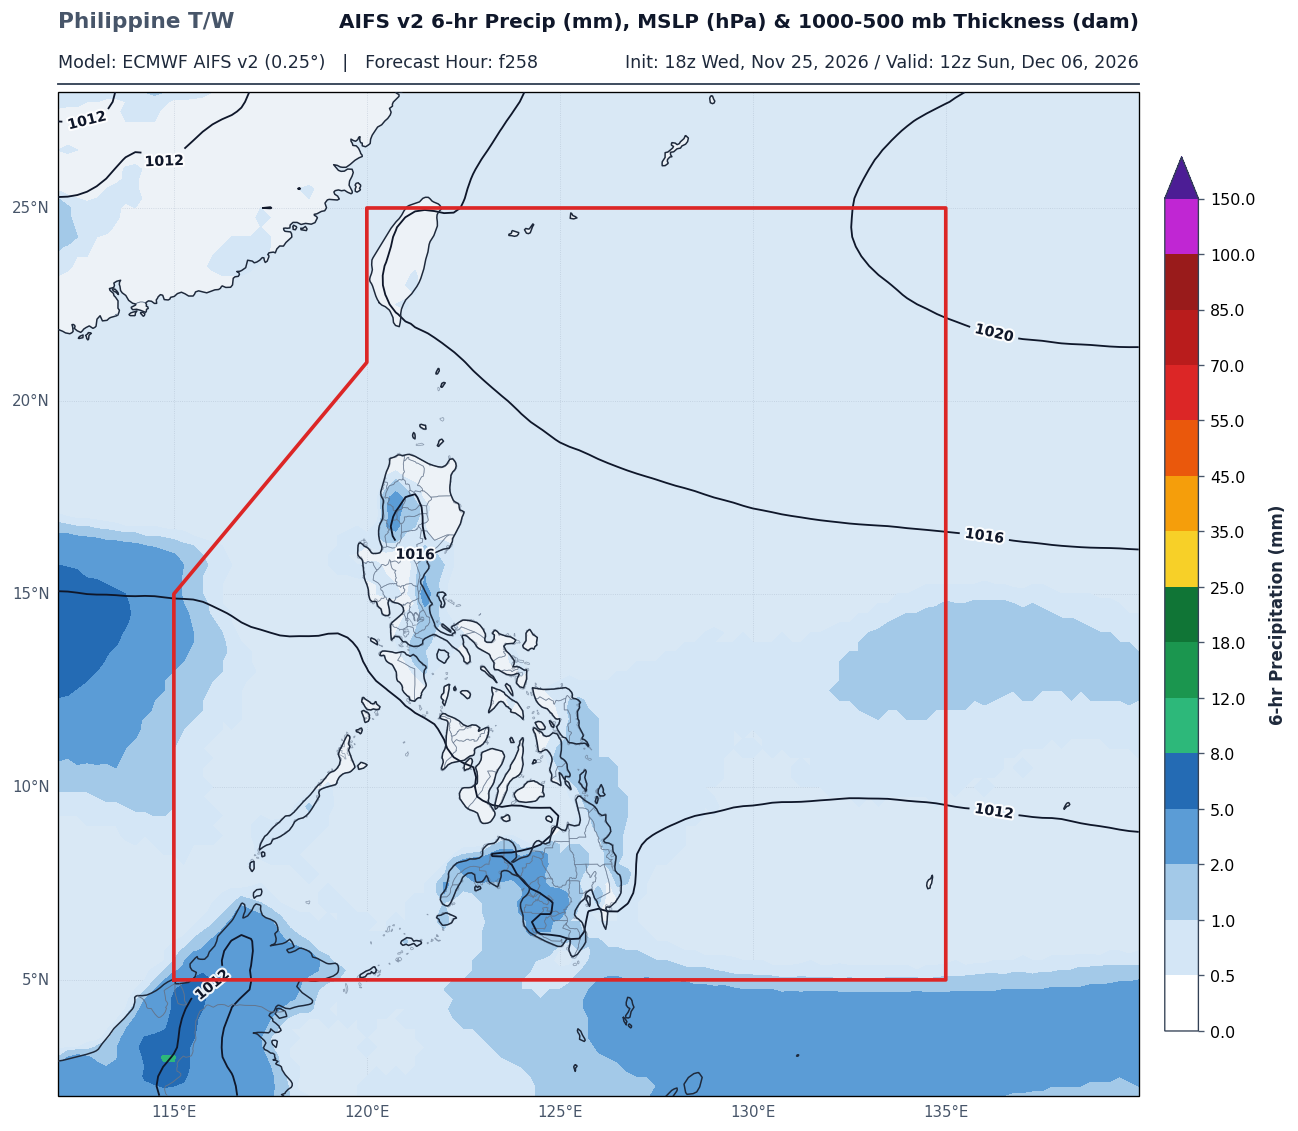 Philippine T/W
AIFS v2 6-hr Precip (mm), MSLP (hPa) & 1000-500 mb Thickness (dam)
Model: ECMWF AIFS v2 (0.25°) | Forecast Hour: f258
Init: 18z Wed, Nov 25, 2026 / Valid: 12z Sun, Dec 06, 2026
1012
1012
25°N
1020
20°N
1016
1016
15°N
1012
10°N
5°N
1012
115°E
120°E
125°E
130°E
135°E
150.0
100.0
85.0
70.0
55.0
45.0
35.0
25.0
18.0
12.0
8.0
5.0
2.0
1.0
0.5
0.0
6-hr Precipitation (mm)